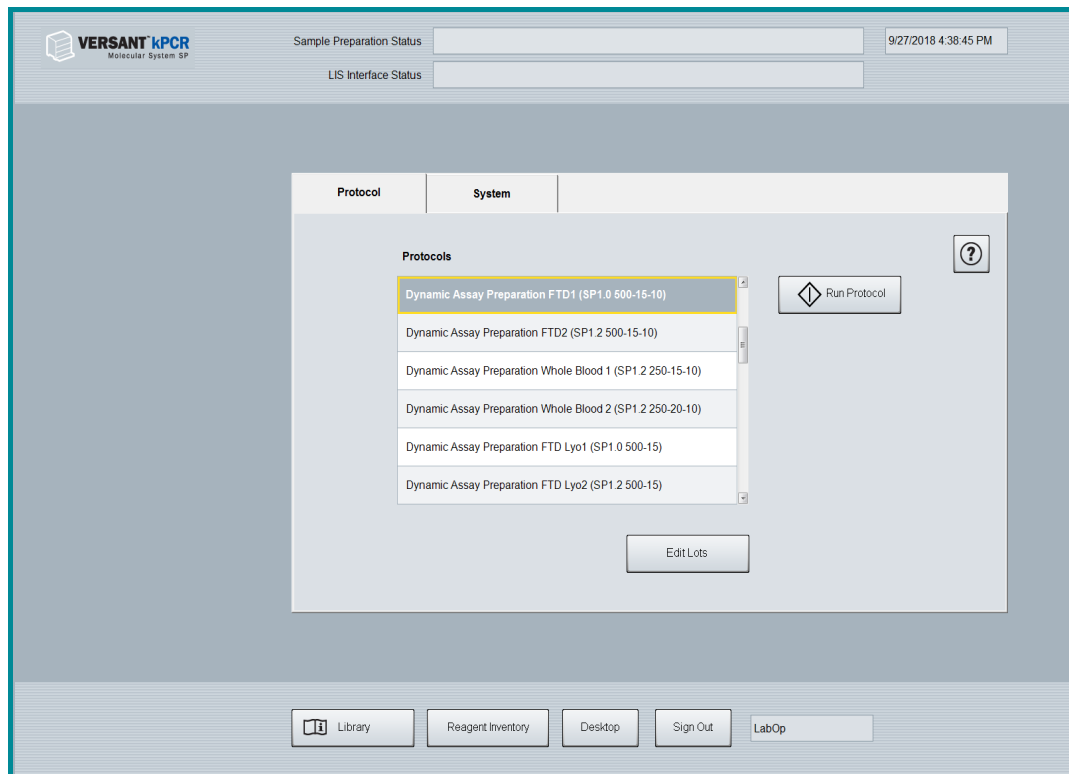 VERSANT™ kPCR
Molecular System SP
Sample Preparation Status
9/27/2018 4:38:45 PM
LIS Interface Status
Protocol
System
Protocols
?
Dynamic Assay Preparation FTD1 (SP1.0 500-15-10)
Run Protocol
Dynamic Assay Preparation FTD2 (SP1.2 500-15-10)
Dynamic Assay Preparation Whole Blood 1 (SP1.2 250-15-10)
Dynamic Assay Preparation Whole Blood 2 (SP1.2 250-20-10)
Dynamic Assay Preparation FTD Lyo1 (SP1.0 500-15)
Dynamic Assay Preparation FTD Lyo2 (SP1.2 500-15)
Edit Lots
Library
Reagent Inventory
Desktop
Sign Out
LabOp